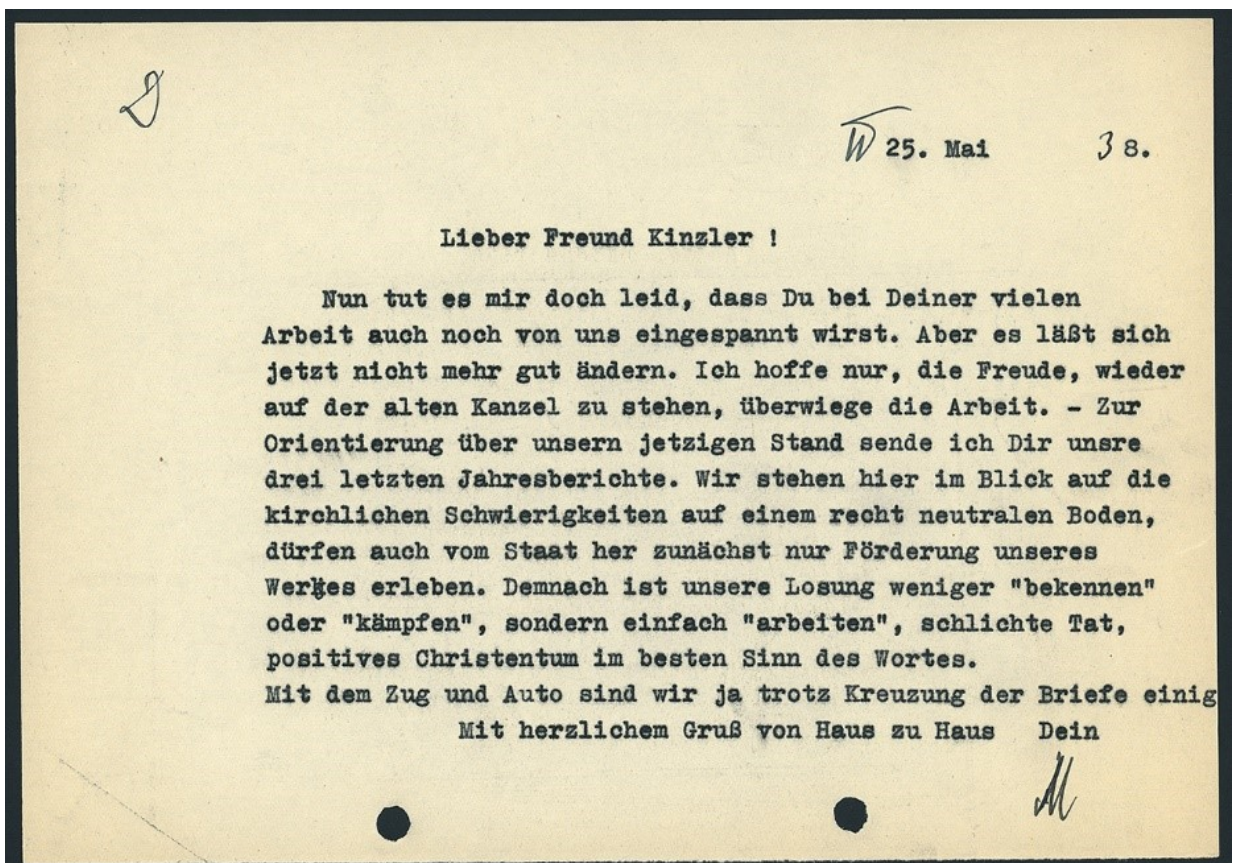 25. Mai 38.
Lieber Freund Kinzler !
Nun tut es mir doch leid, dass Du bei Deiner vielen
Arbeit auch noch von uns eingespannt wirst. Aber es läßt sich
jetzt nicht mehr gut ändern. Ich hoffe nur, die Freude, wieder
auf der alten Kanzel zu stehen, überwiege die Arbeit. - Zur
Orientierung über unsern jetzigen Stand sende ich Dir unsre
drei letzten Jahresberichte. Wir stehen hier im Blick auf die
kirchlichen Schwierigkeiten auf einem recht neutralen Boden,
dürfen auch vom Staat her zunächst nur Förderung unseres
Werkes erleben. Demnach ist unsere Losung weniger "bekennen"
oder "kämpfen", sondern einfach "arbeiten", schlichte Tat,
positives Christentum im besten Sinn des Wortes.
Mit dem Zug und Auto sind wir ja trotz Kreuzung der Briefe einig
Mit herzlichem Gruß von Haus zu Haus Dein